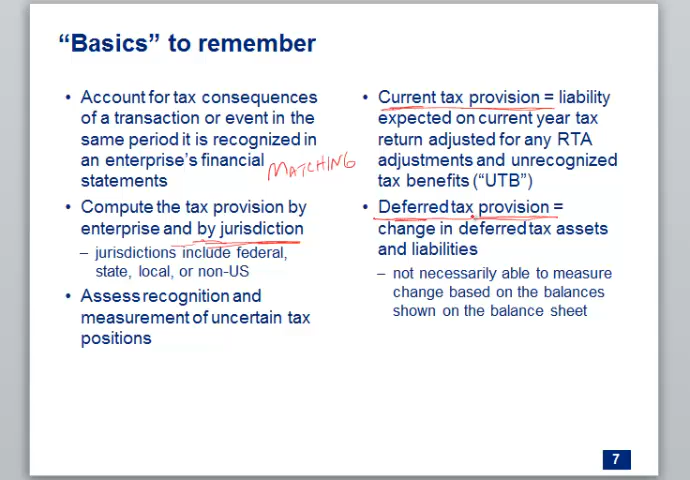 “Basics” to remember
• Account for tax consequences
of a transaction or event in the
same period it is recognized in
an enterprise’s financial
statements
MATCHING
• Compute the tax provision by
enterprise and by jurisdiction
– jurisdictions include federal,
state, local, or non-US
• Assess recognition and
measurement of uncertain tax
positions
• Current tax provision = liability
expected on current year tax
return adjusted for any RTA
adjustments and unrecognized
tax benefits (“UTB”)
• Deferred tax provision =
change in deferred tax assets
and liabilities
– not necessarily able to measure
change based on the balances
shown on the balance sheet
7